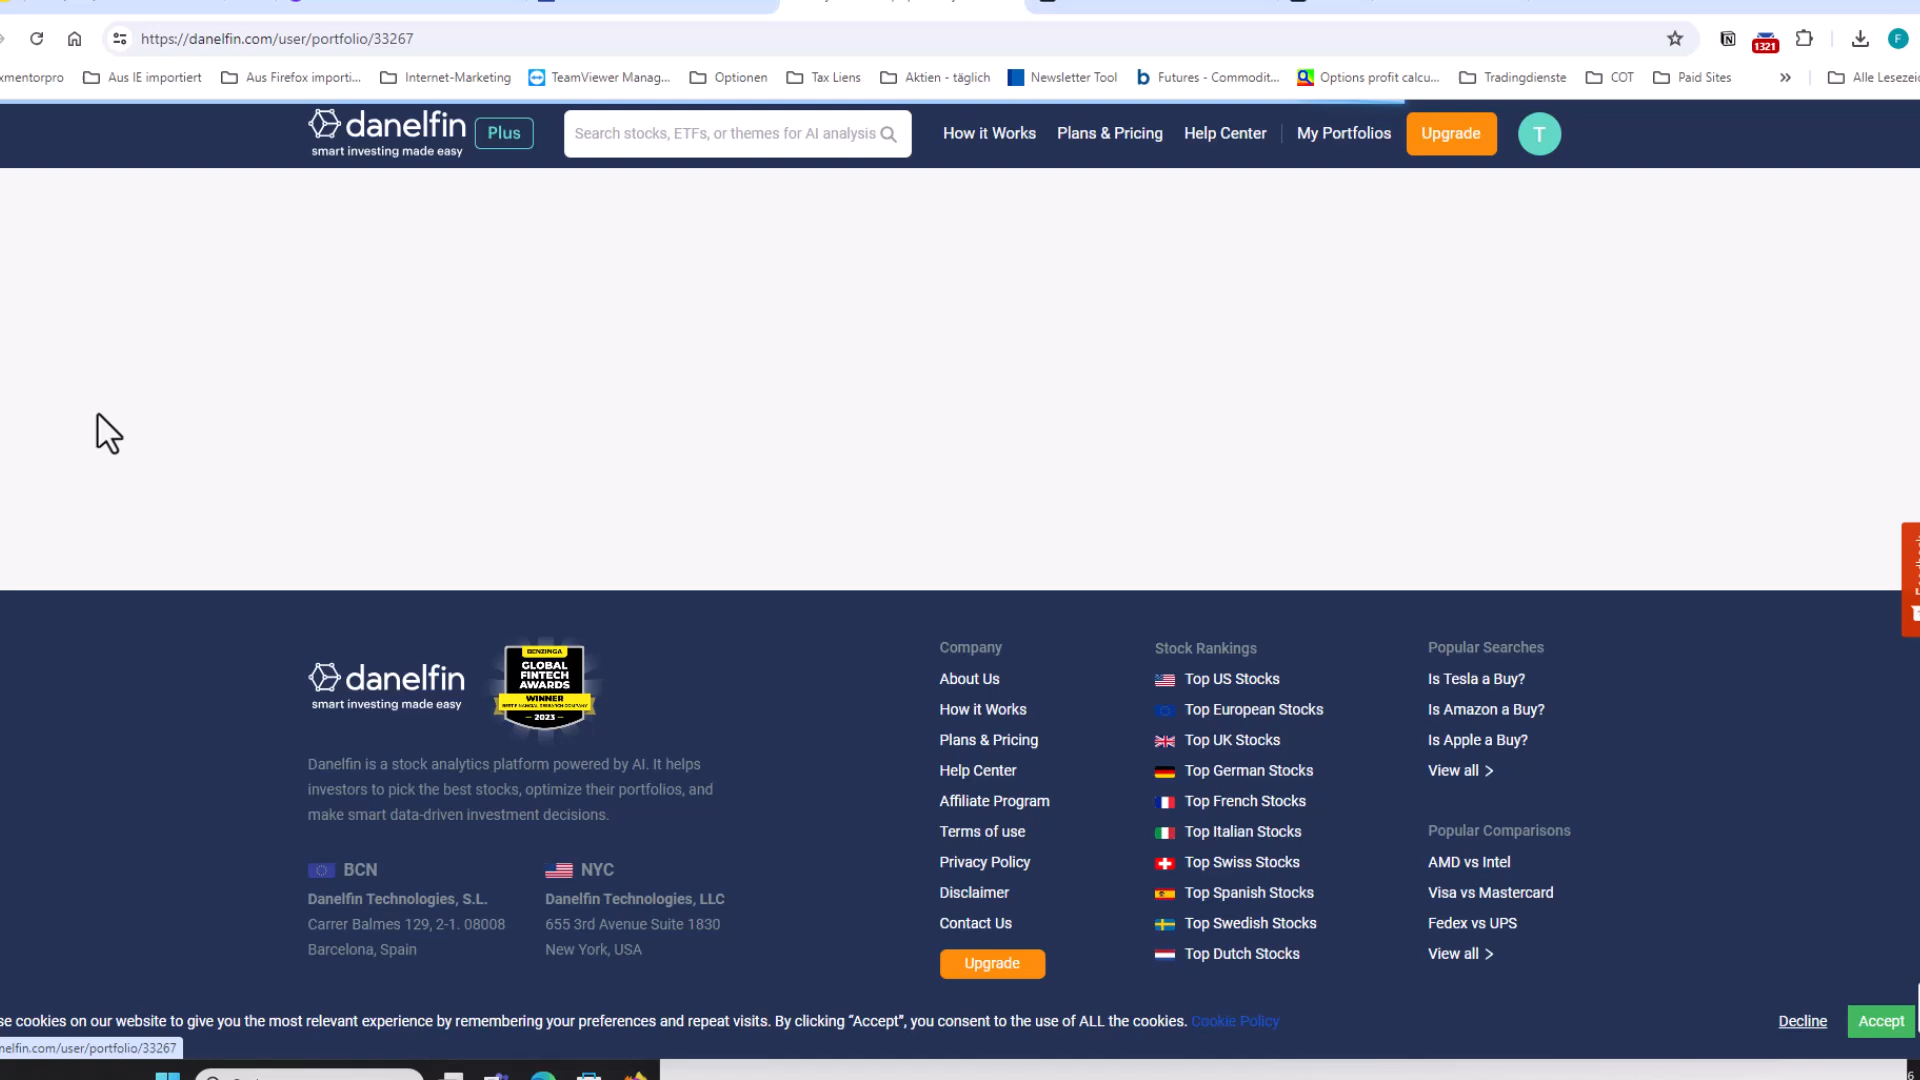 https://danelfin.com/user/portfolio/33267
1321
F
xmentorpro
Aus IE importiert
Aus Firefox importi...
Internet-Marketing
TeamViewer Manag...
Optionen
Tax Liens
Aktien - täglich
Newsletter Tool
Futures - Commodit...
Options profit calcu...
Tradingdienste
COT
Paid Sites
»
Alle Lesezei
danelfin
smart investing made easy
Plus
Search stocks, ETFs, or themes for AI analysis
How it Works
Plans & Pricing
Help Center
My Portfolios
Upgrade
T
danelfin
smart investing made easy
BENZINGA
GLOBAL
FINTECH
AWARDS
WINNER
2023
Danelfin is a stock analytics platform powered by AI. It helps
investors to pick the best stocks, optimize their portfolios, and
make smart data-driven investment decisions.
BCN
Danelfin Technologies, S.L.
Carrer Balmes 129, 2-1. 08008
Barcelona, Spain
NYC
Danelfin Technologies, LLC
655 3rd Avenue Suite 1830
New York, USA
Company
About Us
How it Works
Plans & Pricing
Help Center
Affiliate Program
Terms of use
Privacy Policy
Disclaimer
Contact Us
Upgrade
Stock Rankings
Top US Stocks
Top European Stocks
Top UK Stocks
Top German Stocks
Top French Stocks
Top Italian Stocks
Top Swiss Stocks
Top Spanish Stocks
Top Swedish Stocks
Top Dutch Stocks
Popular Searches
Is Tesla a Buy?
Is Amazon a Buy?
Is Apple a Buy?
View all >
Popular Comparisons
AMD vs Intel
Visa vs Mastercard
Fedex vs UPS
View all >
se cookies on our website to give you the most relevant experience by remembering your preferences and repeat visits. By clicking “Accept”, you consent to the use of ALL the cookies. Cookie Policy
Decline
Accept
nelfin.com/user/portfolio/33267